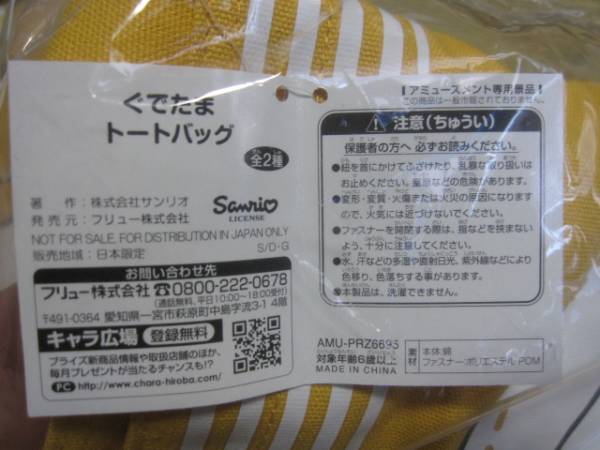 ぐでたま
トートバッグ
全2種
著　作：株式会社サンリオ
発売元：フリュー株式会社
Sanrio
LICENSE
NOT FOR SALE. FOR DISTRIBUTION IN JAPAN ONLY
販売地域：日本限定
S/D·G
お問い合わせ先
フリュー株式会社 ☎0800-222-0678
(通話無料、平日10:00～18:00受付)
〒491-0364 愛知県一宮市萩原町中島字流3-1 4階
キャラ広場 登録無料
プライズ新商品情報や取扱店舗のほか、
毎月プレゼントが当たるチャンスも！
PC http://www.chara-hiroba.com/
アミューズメント専用景品
この商品は一般市販されておりません。
注意(ちゅうい)
保護者の方へ 必ずお読みください。
●紐を首にかけてふざけたり、乱暴な取り扱いは
お止めください。窒息などの危険があります。
●変形・変質・火傷または火災の原因になります
ので、火気には近づけないでください。
●ファスナーを開閉する際は、指などを挟まない
よう、十分に注意してください。
●水、汗などの多湿や直射日光、紫外線などにより
色移り、色落ちする事があります。
●本製品は、洗濯できません。
AMU-PRZ6693
対象年齢6歳以上
MADE IN CHINA
素材
本体:綿
ファスナー:ポリエステル POM